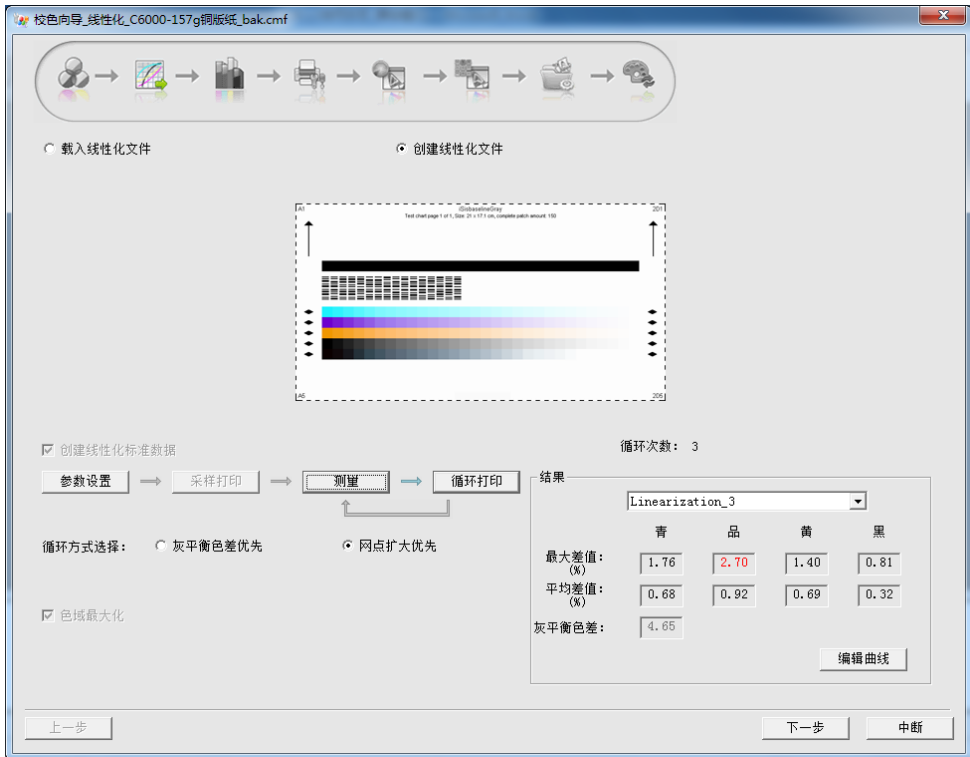 校色向导_线性化_C6000-157g铜版纸_bak.cmf
载入线性化文件
创建线性化文件
A1
iGobaselineGray
201
Test chart page 1 of 1, Size: 21 x 17.1 cm, complete patch amount: 150
A6
206
循环次数: 3
创建线性化标准数据
参数设置
采样打印
测量
循环打印
结果
Linearization_3
青 品 黄 黑
循环方式选择:
灰平衡色差优先
网点扩大优先
最大差值:
(%)
1.76 2.70 1.40 0.81
平均差值:
(%)
0.68 0.92 0.69 0.32
色域最大化
灰平衡色差: 4.65
编辑曲线
上一步
下一步
中断